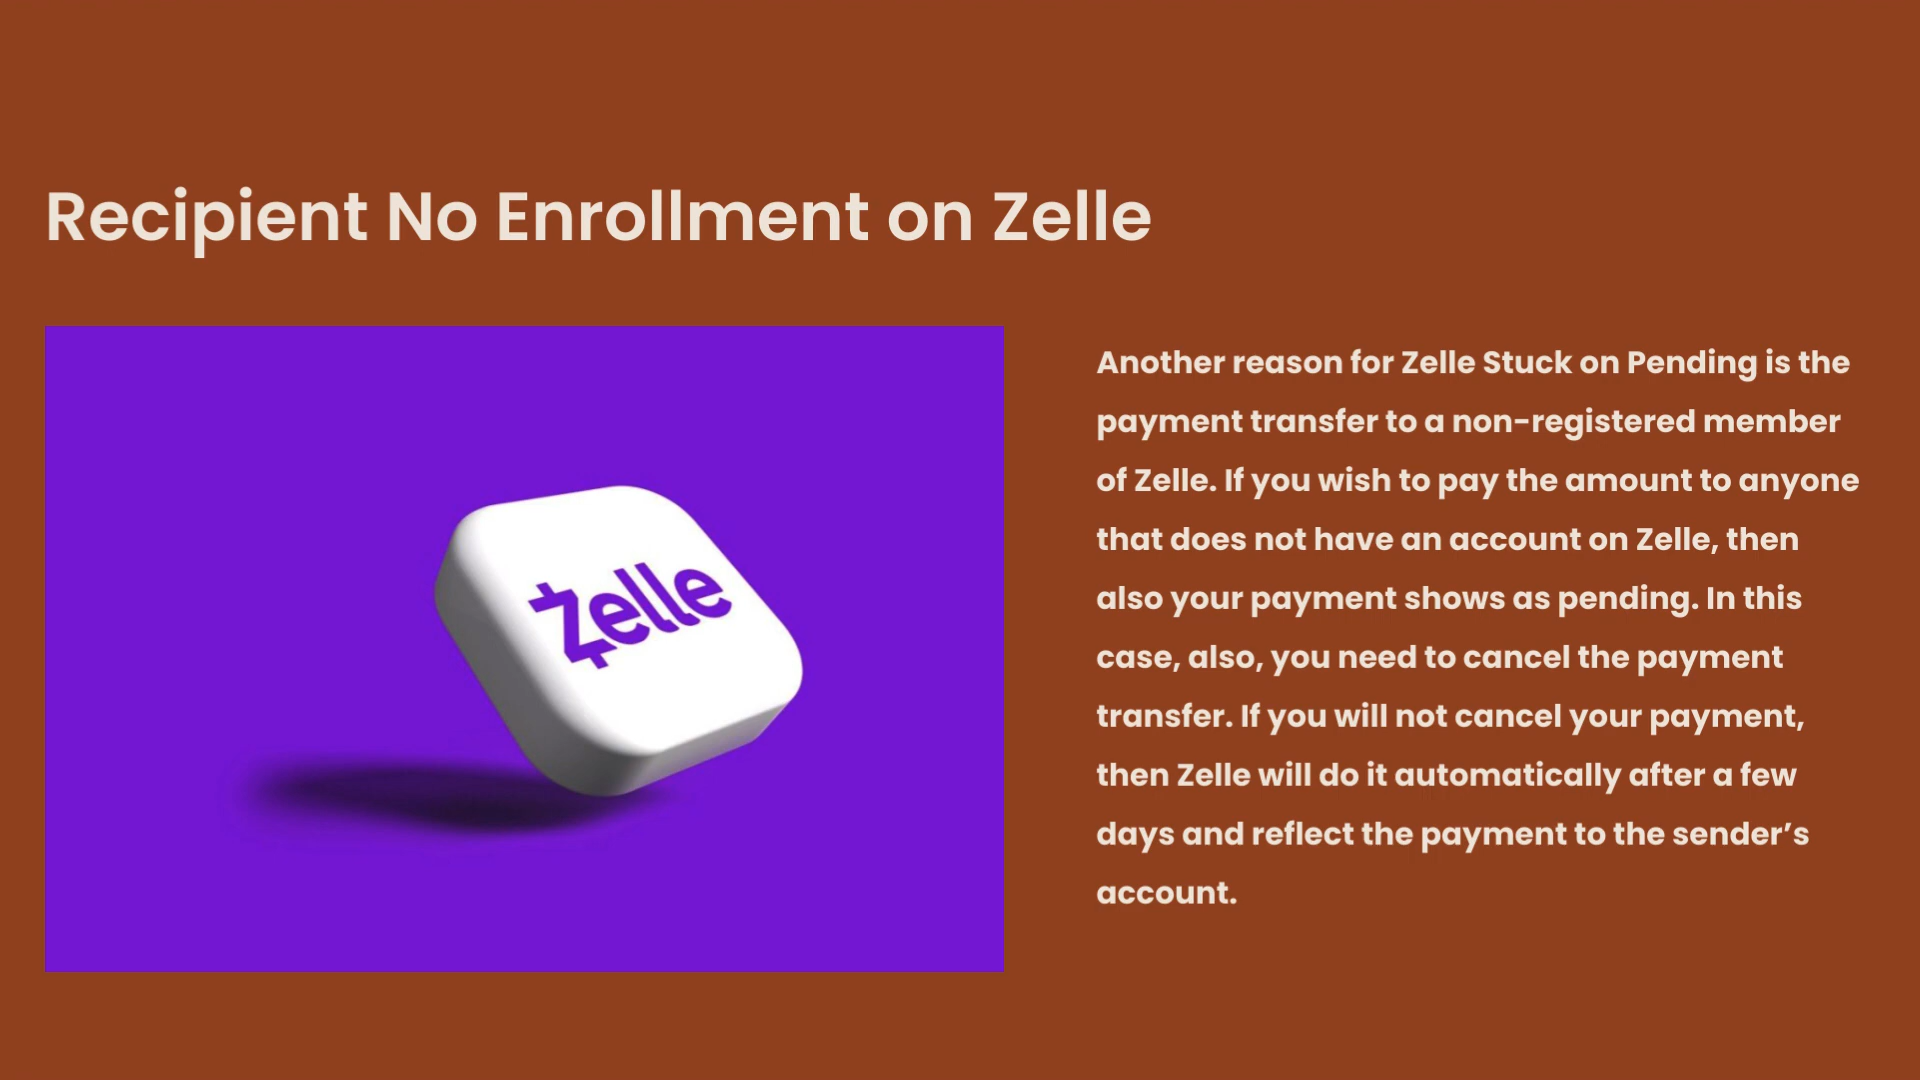 Recipient No Enrollment on Zelle
Zelle
Another reason for Zelle Stuck on Pending is the
payment transfer to a non-registered member
of Zelle. If you wish to pay the amount to anyone
that does not have an account on Zelle, then
also your payment shows as pending. In this
case, also, you need to cancel the payment
transfer. If you will not cancel your payment,
then Zelle will do it automatically after a few
days and reflect the payment to the sender’s
account.